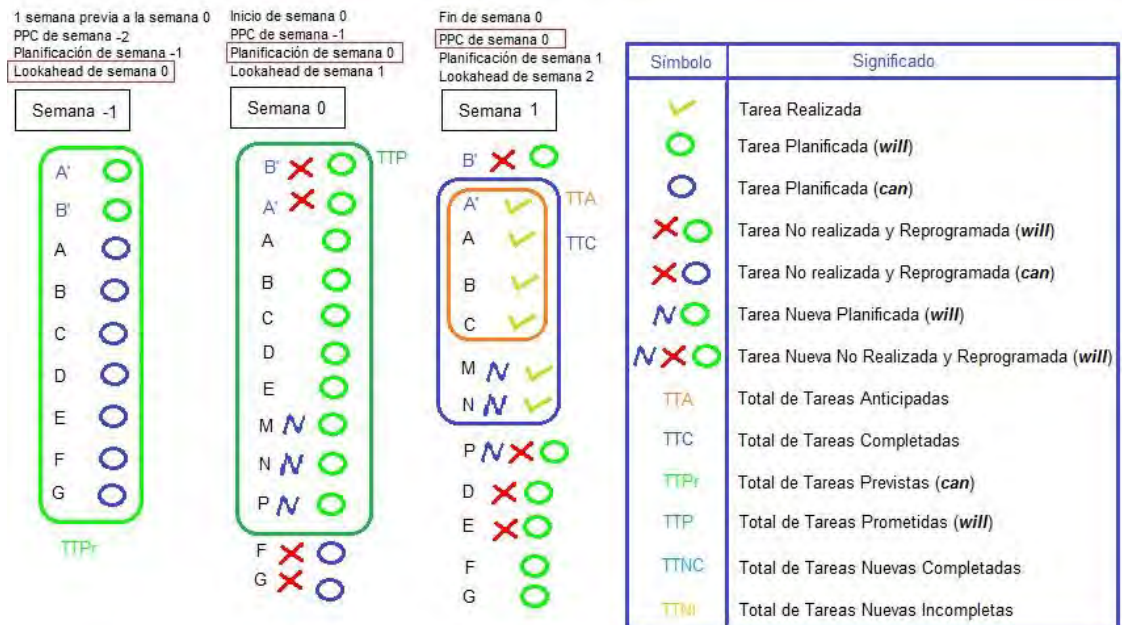 1 semana previa a la semana 0
PPC de semana -2
Planificación de semana -1
Lookahead de semana 0
Semana -1
A'
B'
A
B
C
D
E
F
G
TTPr
Inicio de semana 0
PPC de semana -1
Planificación de semana 0
Lookahead de semana 1
Semana 0
TTP
B'
A'
A
B
C
D
E
M N
N N
P N
F
G
Fin de semana 0
PPC de semana 0
Planificación de semana 1
Lookahead de semana 2
Semana 1
B'
A'
TTA
A
TTC
B
C
M N
N N
P N
D
E
F
G
Símbolo Significado
Tarea Realizada
Tarea Planificada (will)
Tarea Planificada (can)
Tarea No realizada y Reprogramada (will)
Tarea No realizada y Reprogramada (can)
N Tarea Nueva Planificada (will)
N Tarea Nueva No Realizada y Reprogramada (will)
TTA Total de Tareas Anticipadas
TTC Total de Tareas Completadas
TTPr Total de Tareas Previstas (can)
TTP Total de Tareas Prometidas (will)
TTNC Total de Tareas Nuevas Completadas
TTNI Total de Tareas Nuevas Incompletas